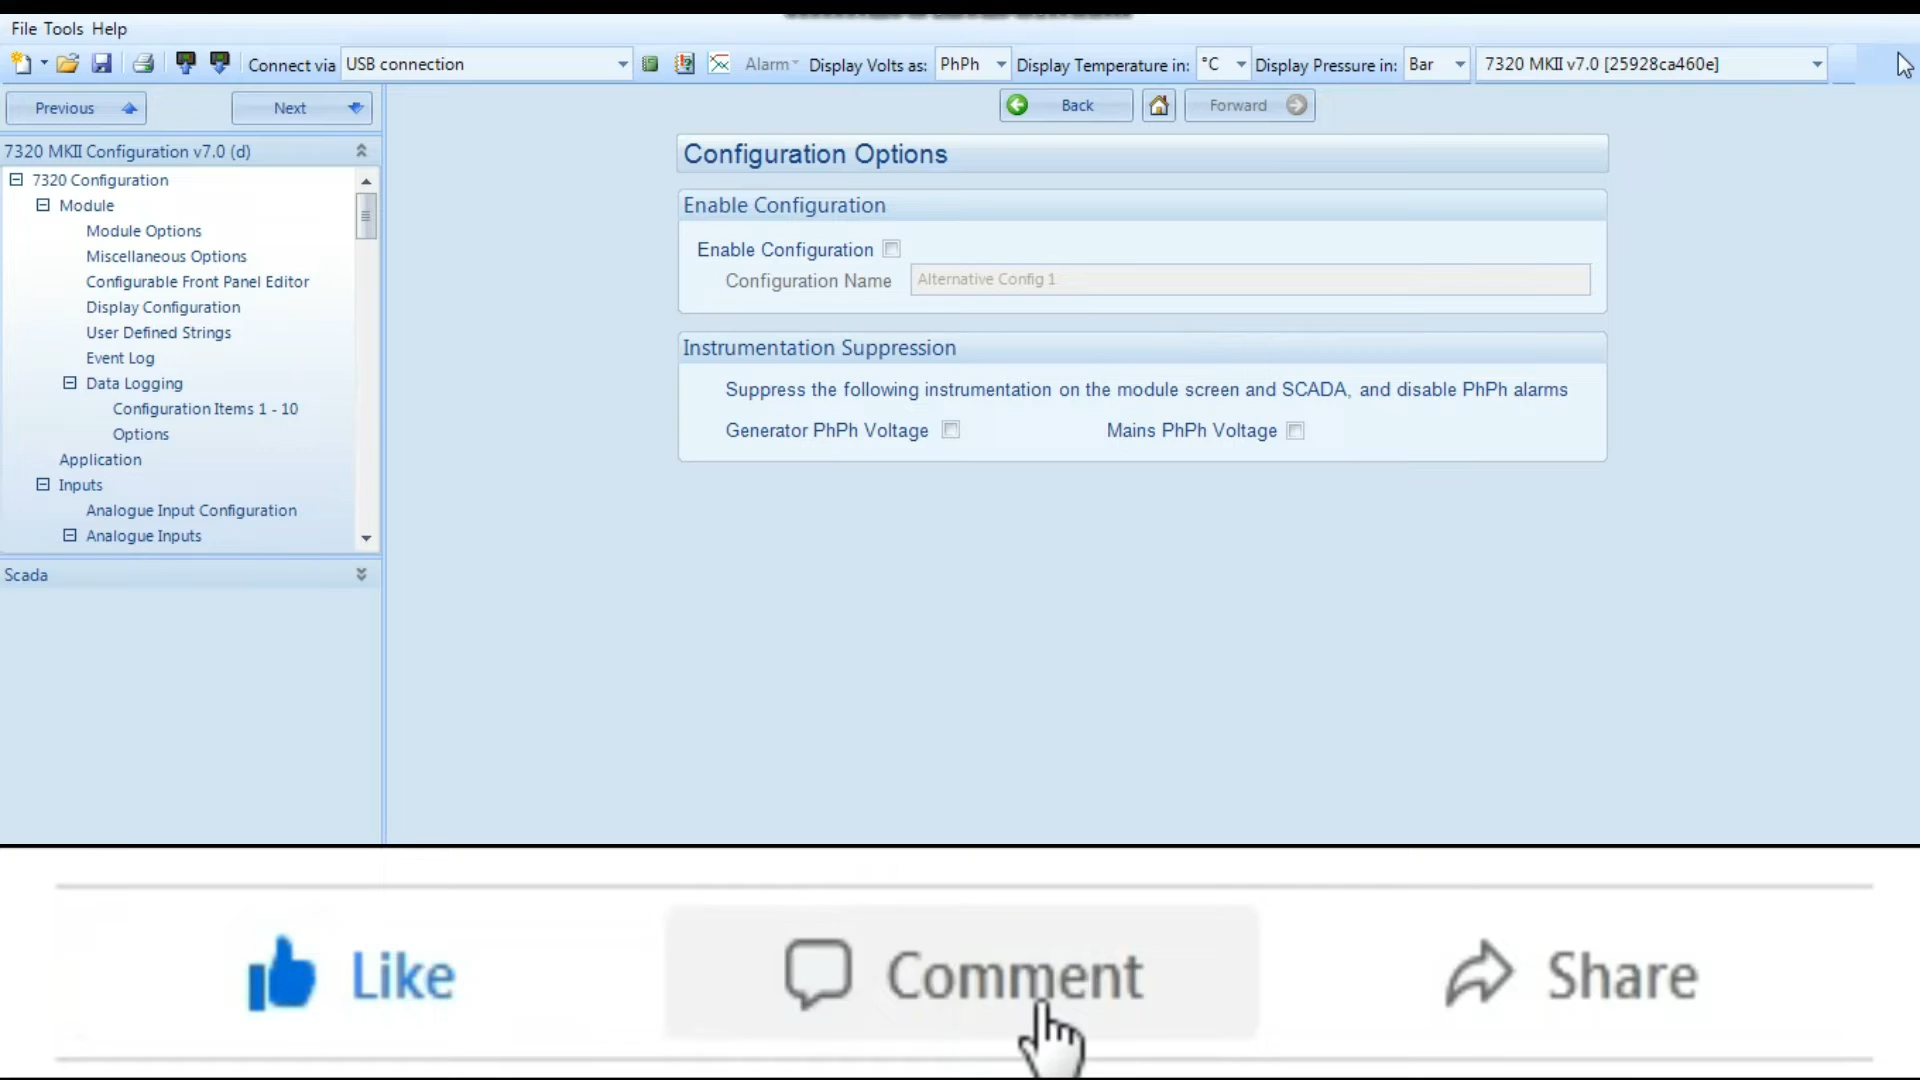 File Tools Help
Connect via USB connection Alarm Display Volts as: PhPh Display Temperature in: °C Display Pressure in: Bar 7320 MKII v7.0 [25928ca460e]
Previous Next
Back Forward
7320 MKII Configuration v7.0 (d)
7320 Configuration
Module
Module Options
Miscellaneous Options
Configurable Front Panel Editor
Display Configuration
User Defined Strings
Event Log
Data Logging
Configuration Items 1 - 10
Options
Application
Inputs
Analogue Input Configuration
Analogue Inputs
Scada
Configuration Options
Enable Configuration
Enable Configuration
Configuration Name Alternative Config 1
Instrumentation Suppression
Suppress the following instrumentation on the module screen and SCADA, and disable PhPh alarms
Generator PhPh Voltage Mains PhPh Voltage
Like Comment Share